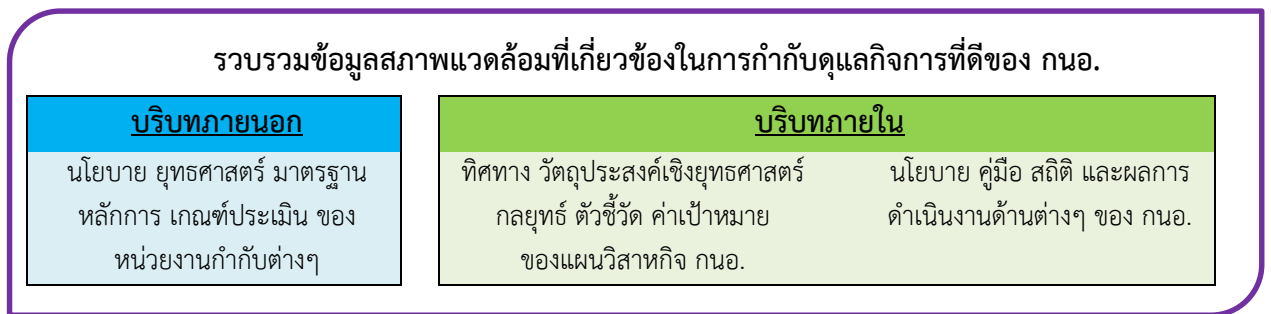 รวบรวมข้อมูลสภาพแวดล้อมที่เกี่ยวข้องในการกำกับดุแลกิจการที่ดีของ กนอ.
บริบทภายนอก
นโยบาย ยุทธศาสตร์ มาตรฐาน
หลักการ เกณฑ์ประเมิน ของ
หน่วยงานกำกับต่างๆ
บริบทภายใน
ทิศทาง วัตถุประสงค์เชิงยุทธศาสตร์
กลยุทธ์ ตัวชี้วัด ค่าเป้าหมาย
ของแผนวิสาหกิจ กนอ.
นโยบาย คู่มือ สถิติ และผลการ
ดำเนินงานด้านต่างๆ ของ กนอ.